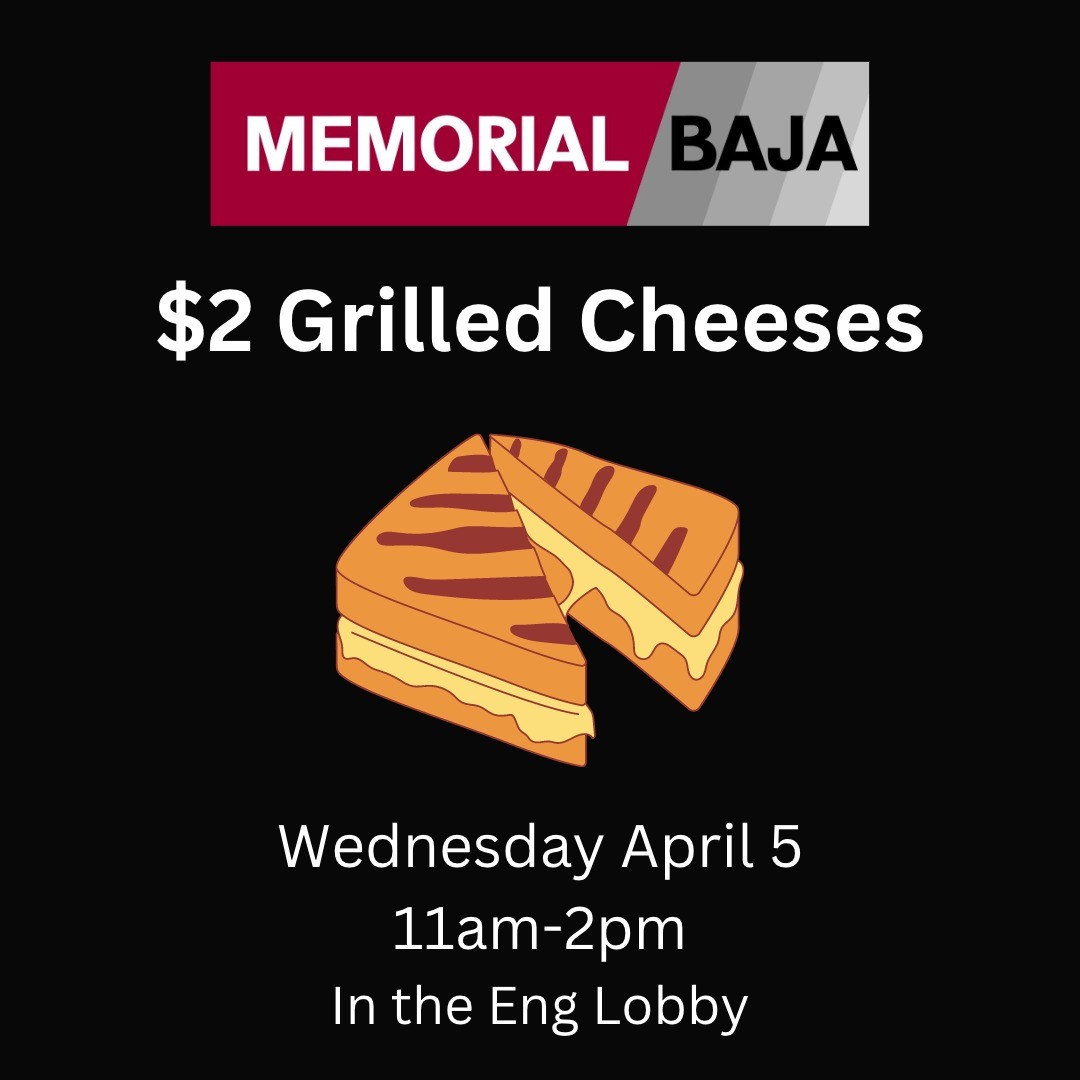 MEMORIAL BAJA
$2 Grilled Cheeses
Wednesday April 5
11am-2pm
In the Eng Lobby